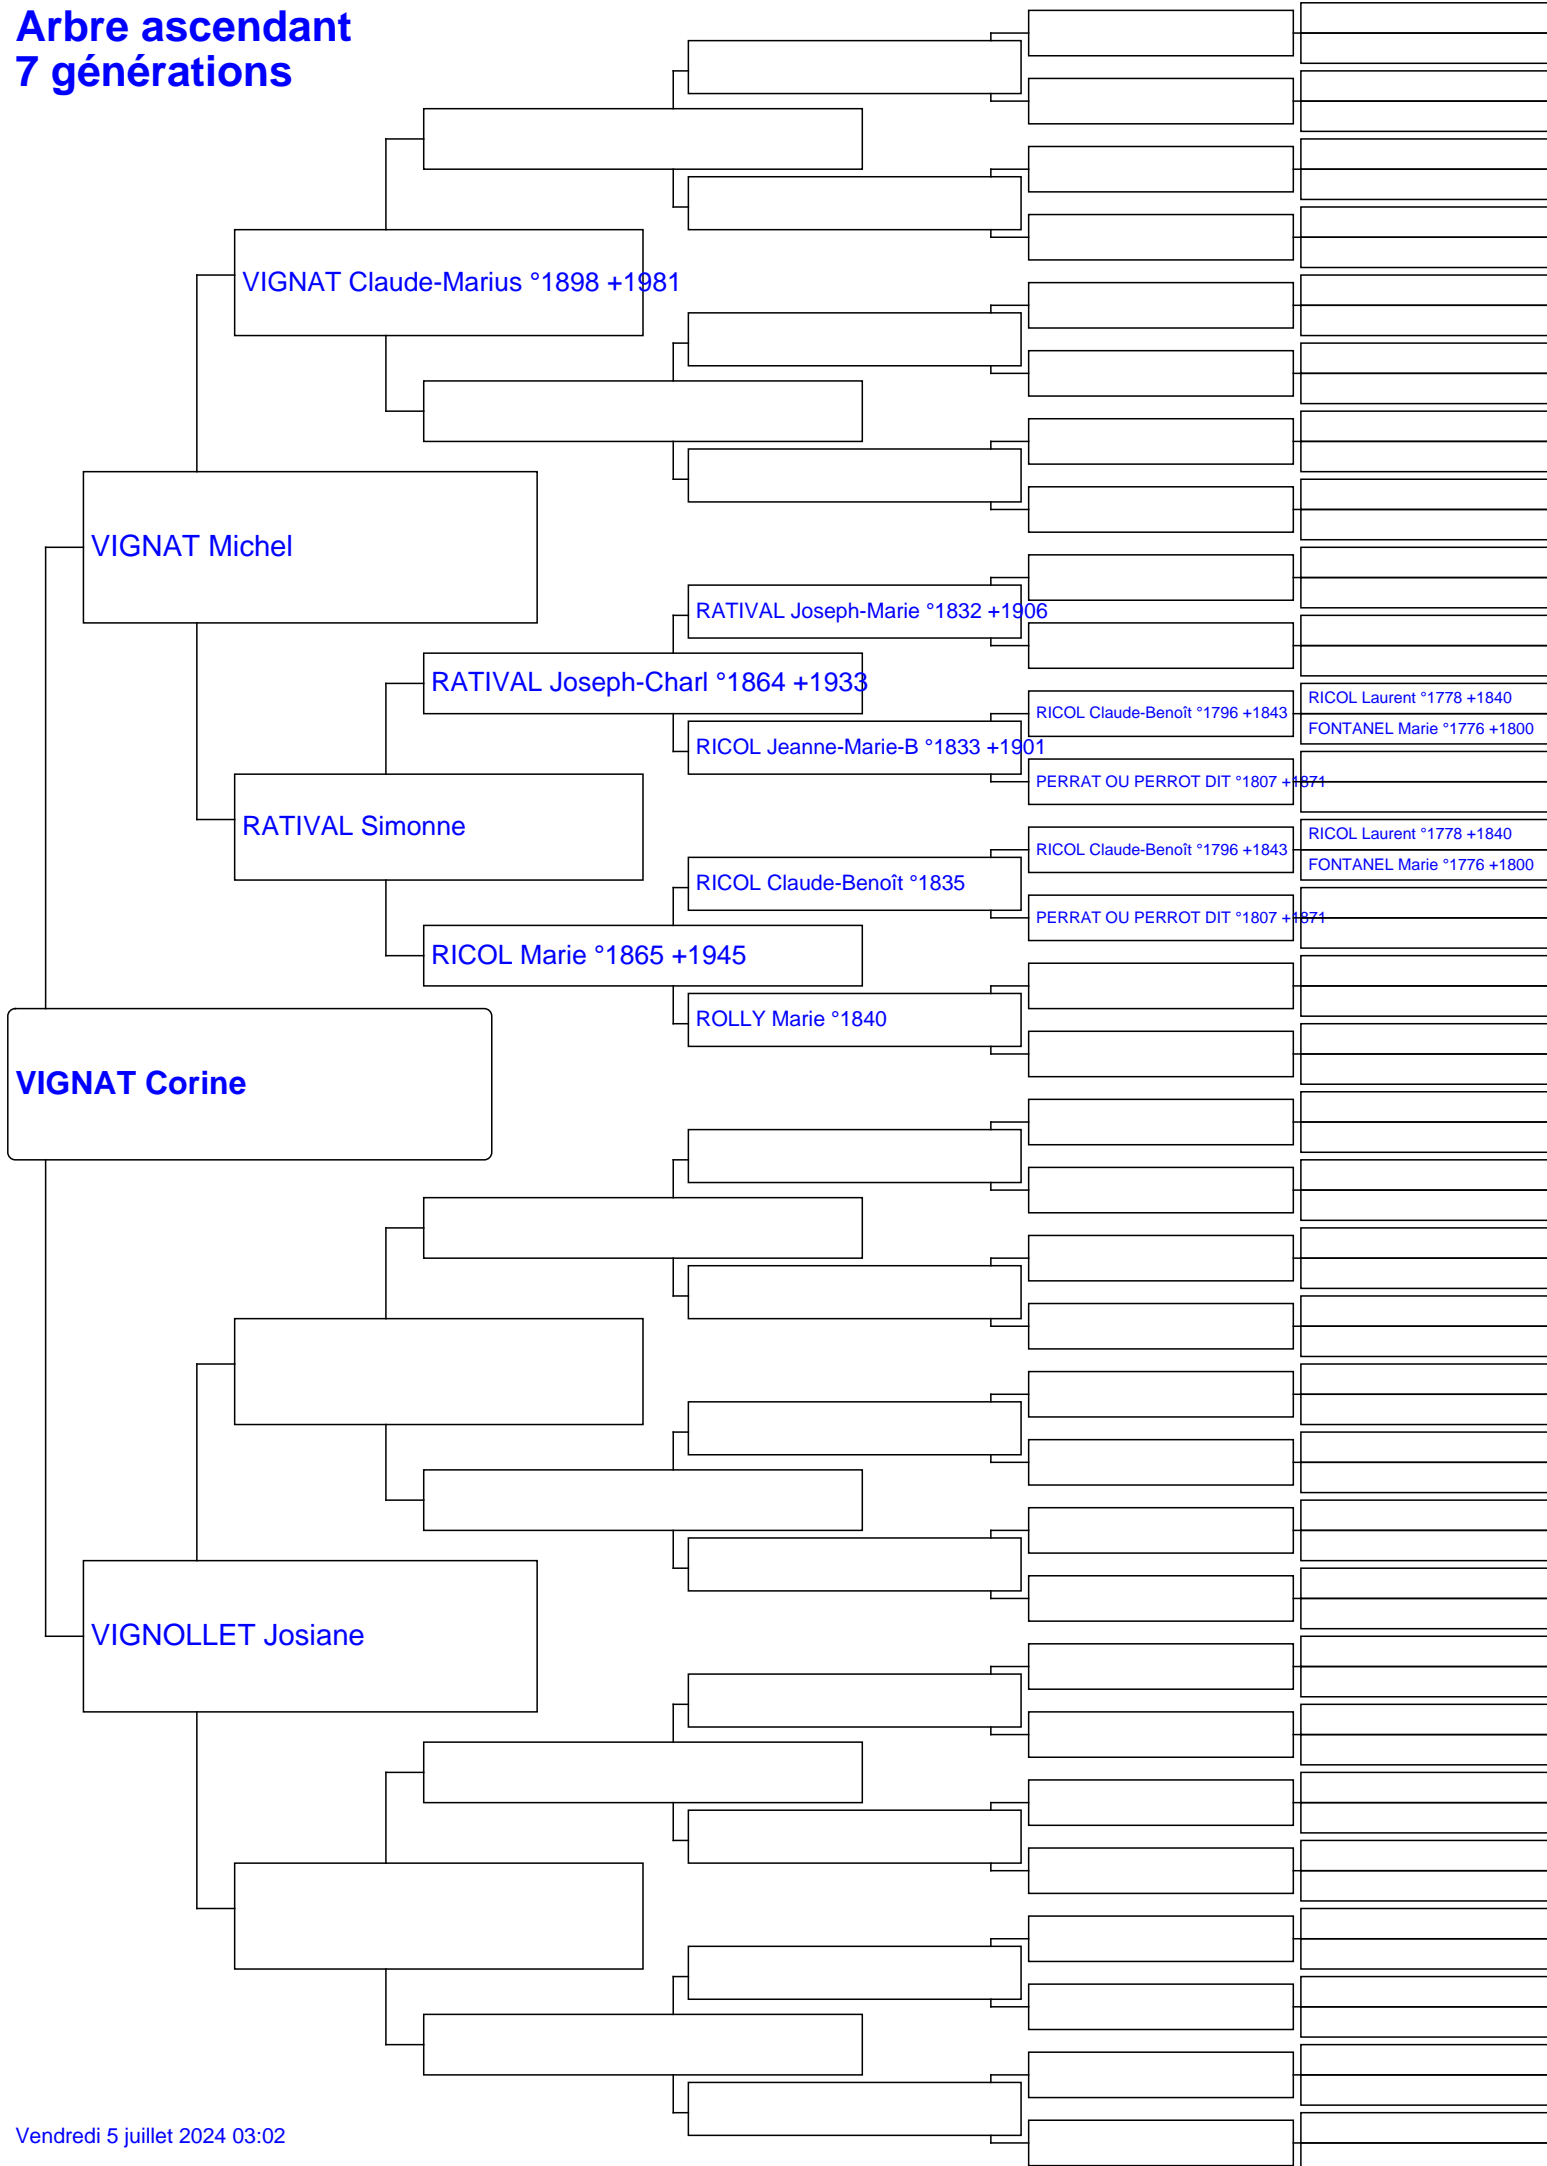 Arbre ascendant
7 générations
VIGNAT Claude-Marius °1898 +1981
VIGNAT Michel
RATIVAL Joseph-Marie °1832 +1906
RATIVAL Joseph-Charl °1864 +1933
RICOL Claude-Benoît °1796 +1843
RICOL Laurent °1778 +1840
FONTANEL Marie °1776 +1800
RICOL Jeanne-Marie-B °1833 +1901
PERRAT OU PERROT DIT °1807 +1871
RATIVAL Simonne
RICOL Claude-Benoît °1796 +1843
RICOL Laurent °1778 +1840
FONTANEL Marie °1776 +1800
RICOL Claude-Benoît °1835
PERRAT OU PERROT DIT °1807 +1871
RICOL Marie °1865 +1945
ROLLY Marie °1840
VIGNAT Corine
VIGNOLLET Josiane
Vendredi 5 juillet 2024 03:02